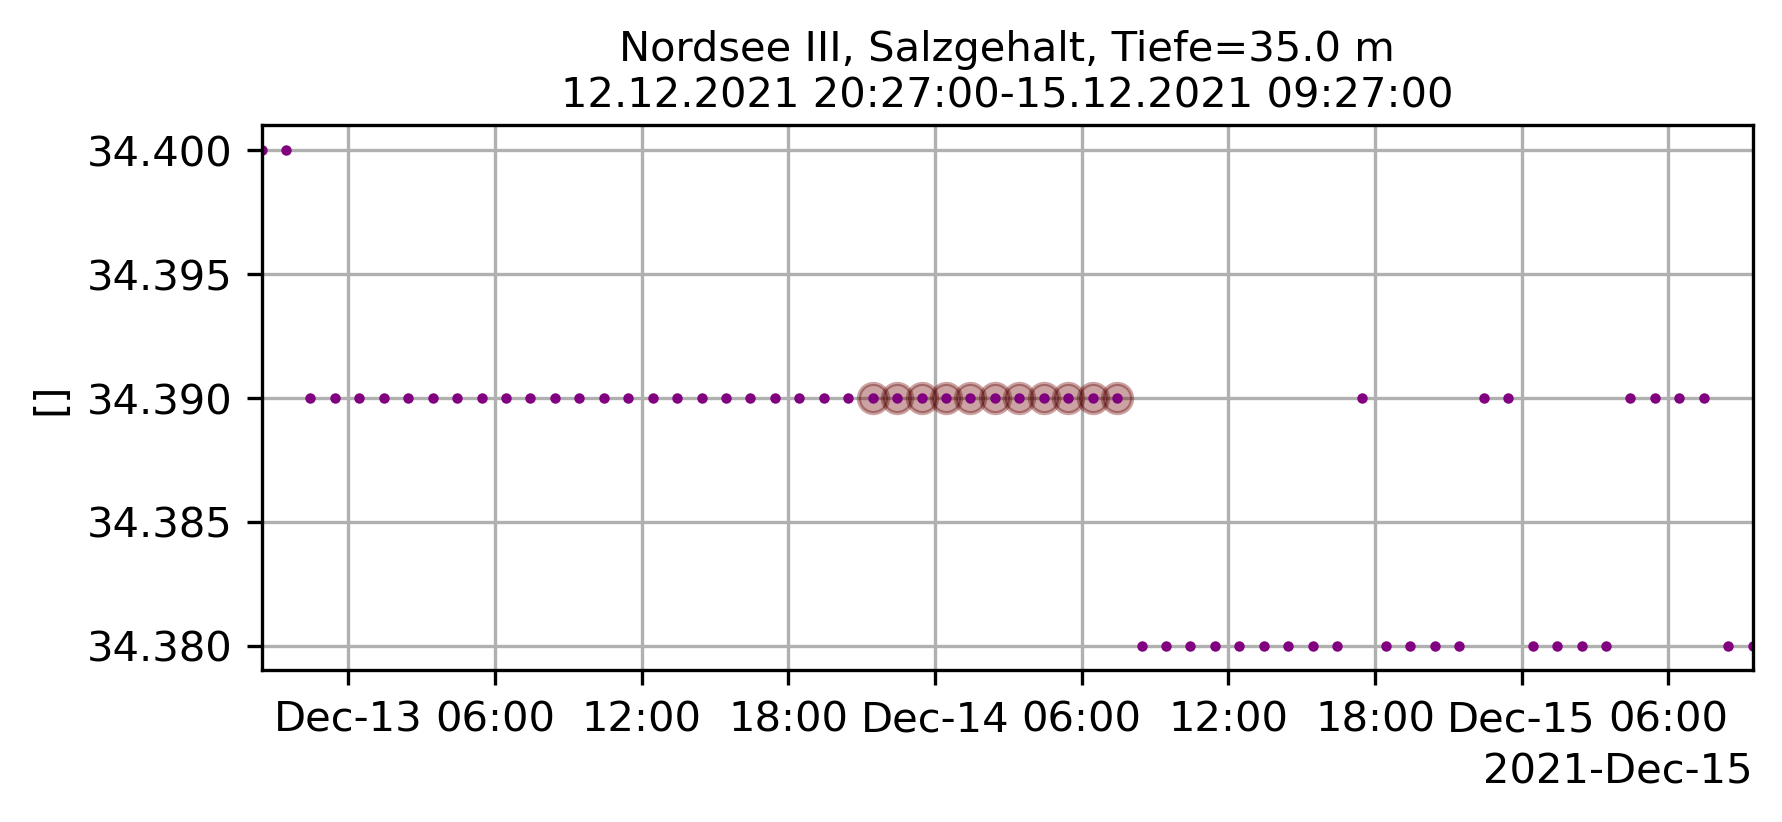 Nordsee III, Salzgehalt, Tiefe=35.0 m
12.12.2021 20:27:00-15.12.2021 09:27:00
34.400
34.395
34.390
34.385
34.380
[]
Dec-13 06:00 12:00 18:00 Dec-14 06:00 12:00 18:00 Dec-15 06:00
2021-Dec-15